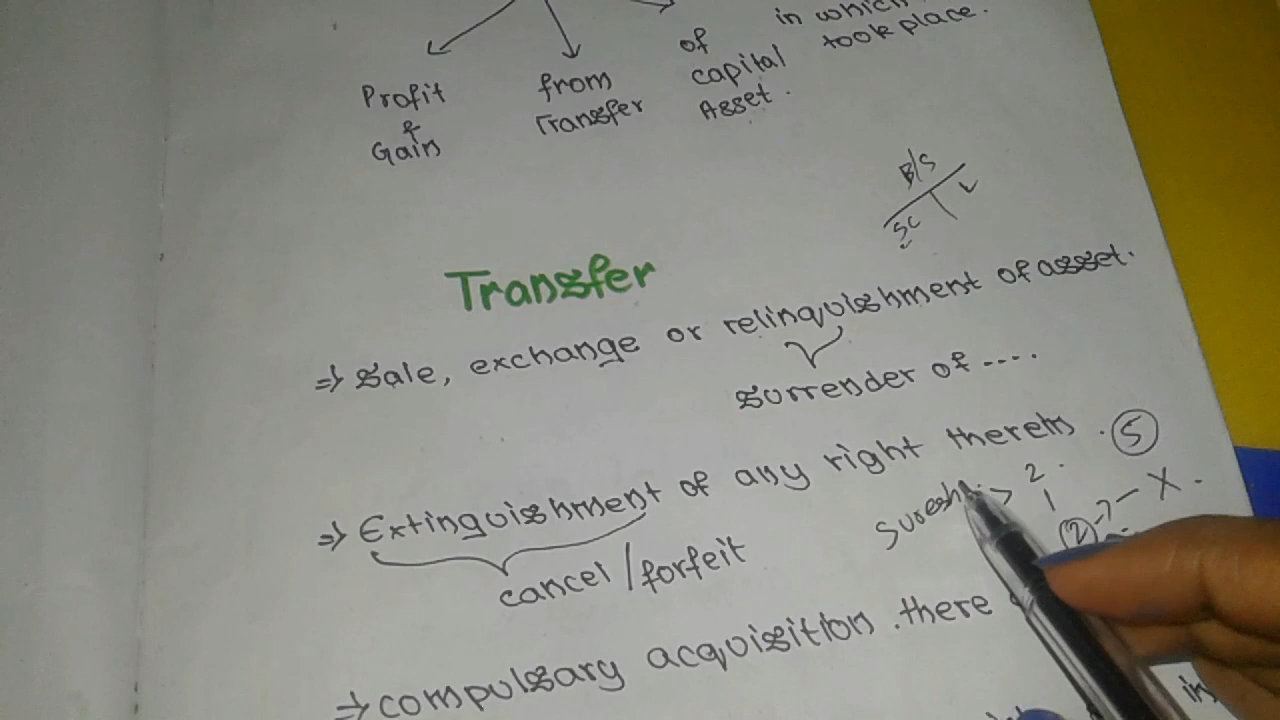 in which
took place.
Profit
&
Gain
from
Transfer
of
capital
Asset.
B/S
SC L
Transfer
⇒ Sale, exchange or relinquishment of asset.
surrender of ....
⇒ Extinguishment of any right therein. 5
cancel/forfeit
Suresh > 2.
1
2 → X.
⇒ compulsary acquisition .there